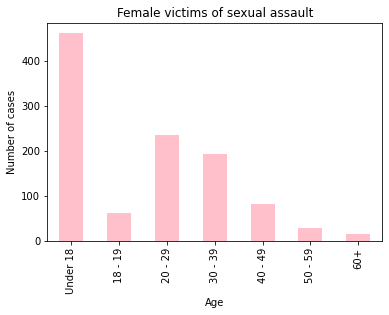 Female victims of sexual assault
Number of cases
400
300
200
100
0
Under 18
18 - 19
20 - 29
30 - 39
40 - 49
50 - 59
60+
Age